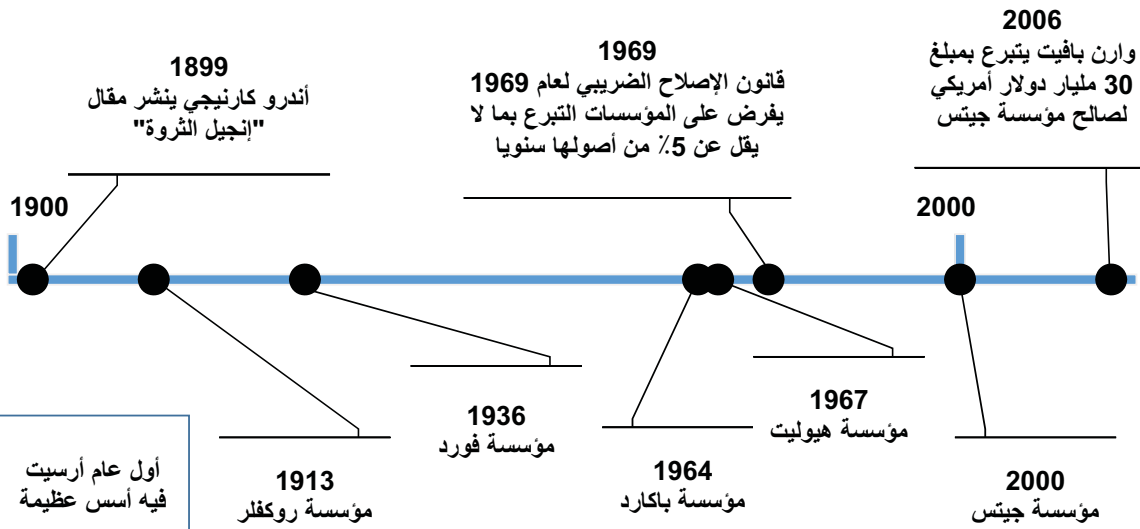 1899
أندرو كارنيجي ينشر مقال
"إنجيل الثروة"
1969
قانون الإصلاح الضريبي لعام 1969
يفرض على المؤسسات التبرع بما لا
يقل عن 5٪ من أصولها سنويا
2006
وارن بافيت يتبرع بمبلغ
30 مليار دولار أمريكي
لصالح مؤسسة جيتس
1900
2000
1913
مؤسسة روكفلر
1936
مؤسسة فورد
1964
مؤسسة باكارد
1967
مؤسسة هيوليت
2000
مؤسسة جيتس
أول عام أرسيت
فيه أسس عظيمة